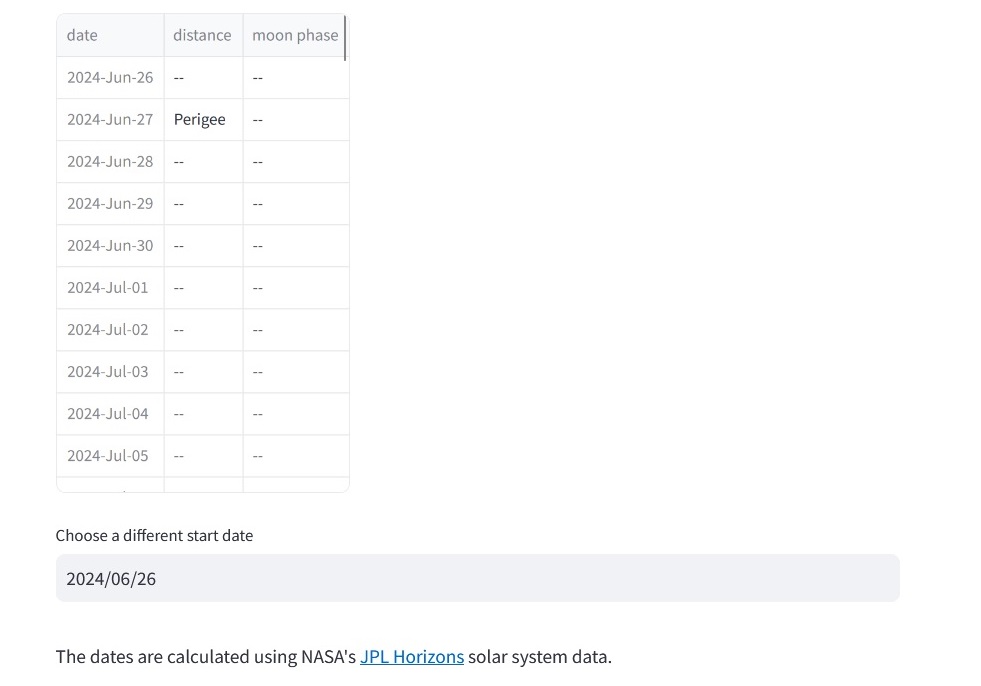 date distance moon phase
2024-Jun-26 -- --
2024-Jun-27 Perigee --
2024-Jun-28 -- --
2024-Jun-29 -- --
2024-Jun-30 -- --
2024-Jul-01 -- --
2024-Jul-02 -- --
2024-Jul-03 -- --
2024-Jul-04 -- --
2024-Jul-05 -- --
Choose a different start date
2024/06/26
The dates are calculated using NASA's JPL Horizons solar system data.